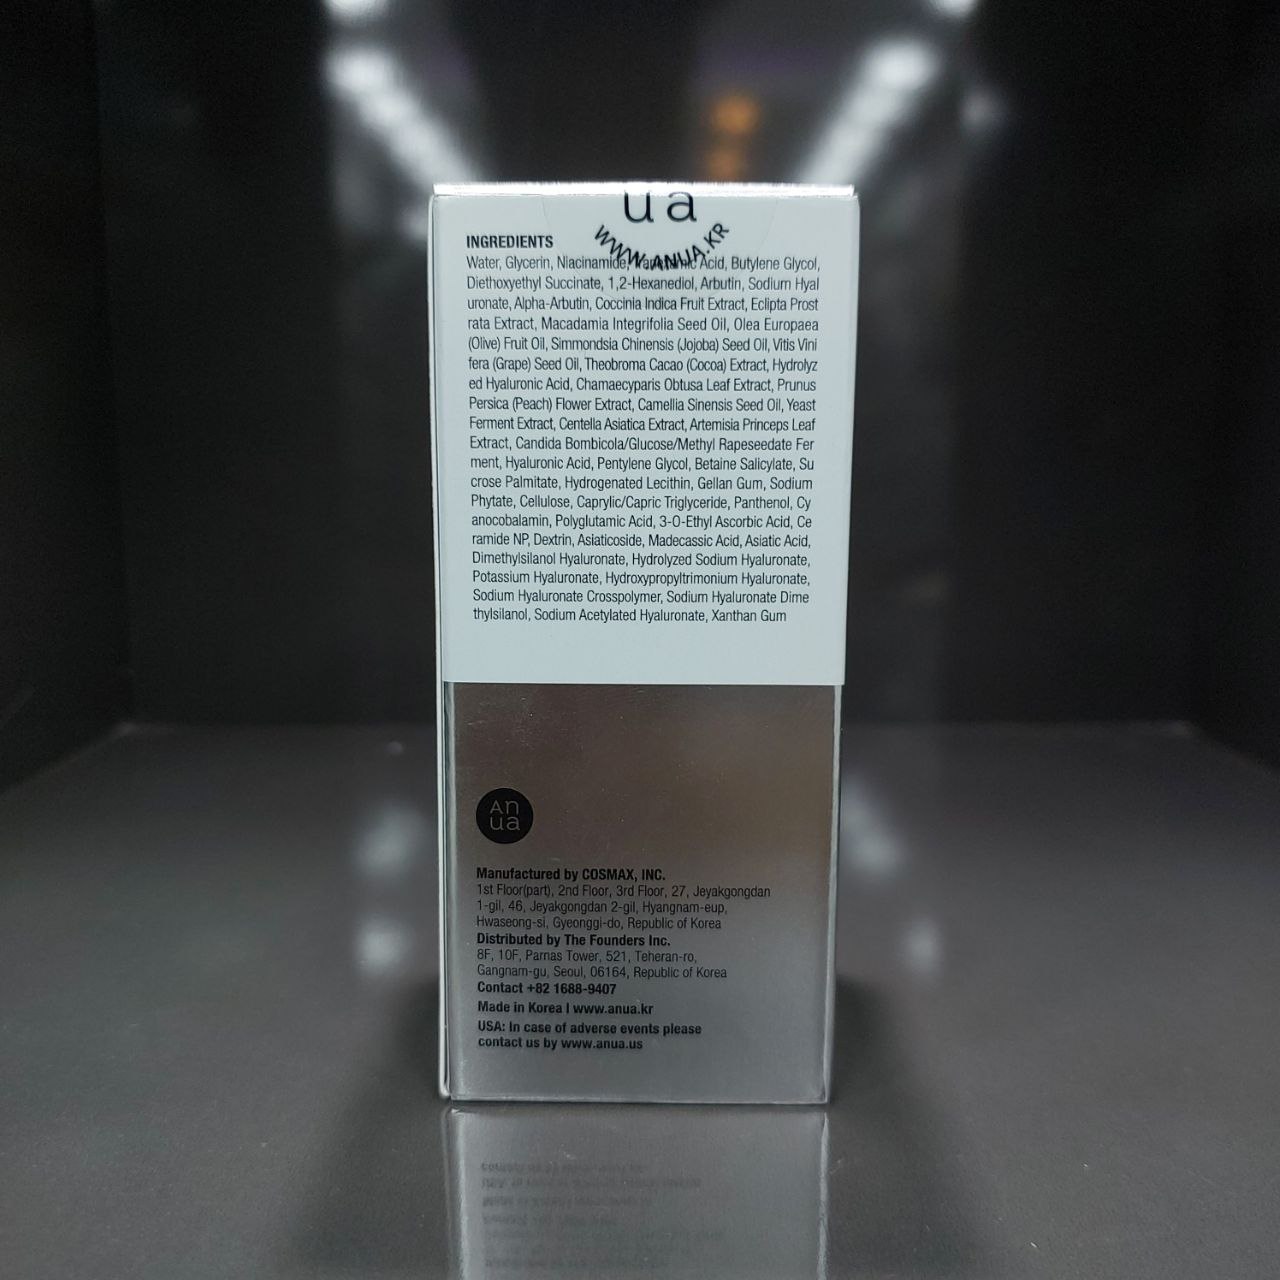 ua
WWW.ANUA.KR
INGREDIENTS
Water, Glycerin, Niacinamide, Tranexamic Acid, Butylene Glycol,
Diethoxyethyl Succinate, 1,2-Hexanediol, Arbutin, Sodium Hyal
uronate, Alpha-Arbutin, Coccinia Indica Fruit Extract, Eclipta Prost
rata Extract, Macadamia Integrifolia Seed Oil, Olea Europaea
(Olive) Fruit Oil, Simmondsia Chinensis (Jojoba) Seed Oil, Vitis Vini
fera (Grape) Seed Oil, Theobroma Cacao (Cocoa) Extract, Hydrolyz
ed Hyaluronic Acid, Chamaecyparis Obtusa Leaf Extract, Prunus
Persica (Peach) Flower Extract, Camellia Sinensis Seed Oil, Yeast
Ferment Extract, Centella Asiatica Extract, Artemisia Princeps Leaf
Extract, Candida Bombicola/Glucose/Methyl Rapeseedate Fer
ment, Hyaluronic Acid, Pentylene Glycol, Betaine Salicylate, Su
crose Palmitate, Hydrogenated Lecithin, Gellan Gum, Sodium
Phytate, Cellulose, Caprylic/Capric Triglyceride, Panthenol, Cy
anocobalamin, Polyglutamic Acid, 3-O-Ethyl Ascorbic Acid, Ce
ramide NP, Dextrin, Asiaticoside, Madecassic Acid, Asiatic Acid,
Dimethylsilanol Hyaluronate, Hydrolyzed Sodium Hyaluronate,
Potassium Hyaluronate, Hydroxypropyltrimonium Hyaluronate,
Sodium Hyaluronate Crosspolymer, Sodium Hyaluronate Dime
thylsilanol, Sodium Acetylated Hyaluronate, Xanthan Gum
An
ua
Manufactured by COSMAX, INC.
1st Floor(part), 2nd Floor, 3rd Floor, 27, Jeyakgongdan
1-gil, 46, Jeyakgongdan 2-gil, Hyangnam-eup,
Hwaseong-si, Gyeonggi-do, Republic of Korea
Distributed by The Founders Inc.
8F, 10F, Parnas Tower, 521, Teheran-ro,
Gangnam-gu, Seoul, 06164, Republic of Korea
Contact +82 1688-9407
Made in Korea I www.anua.kr
USA: In case of adverse events please
contact us by www.anua.us